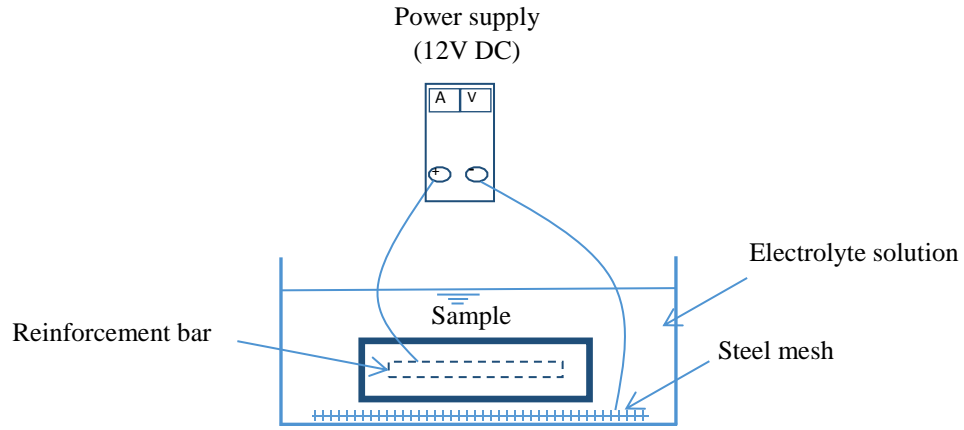 Power supply
(12V DC)
A V
+ -
Electrolyte solution
Sample
Reinforcement bar
Steel mesh